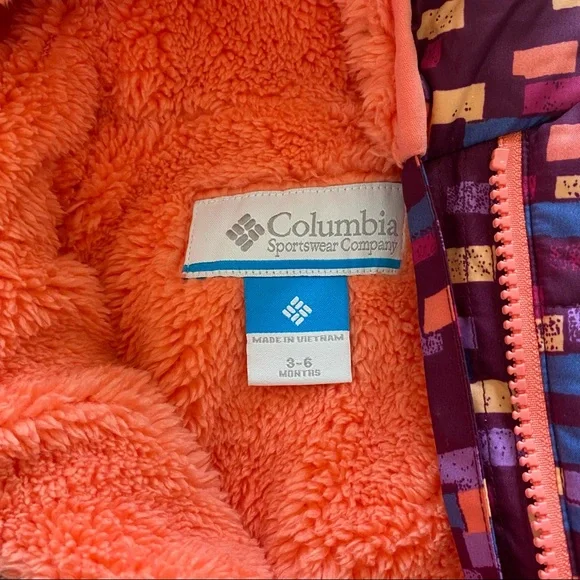 Columbia
Sportswear Company
MADE IN VIETNAM
3-6
MONTHS